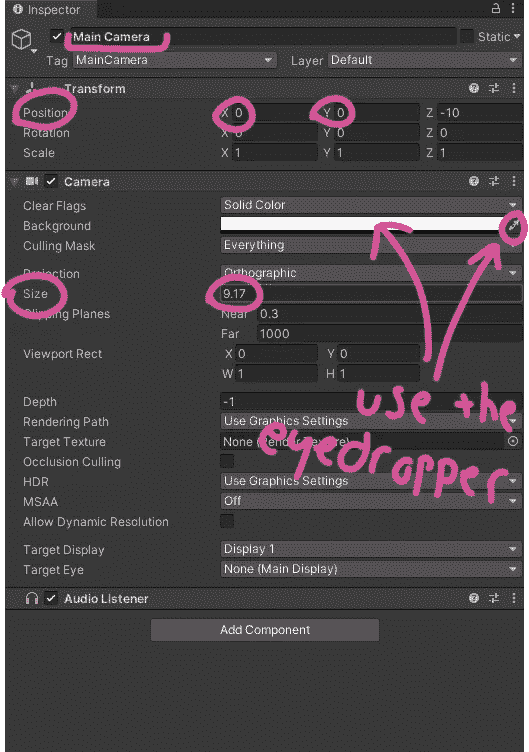 Inspector
Main Camera Static
Tag MainCamera Layer Default
Transform
Position X 0 Y 0 Z -10
Rotation X 0 Y 0 Z 0
Scale X 1 Y 1 Z 1
Camera
Clear Flags Solid Color
Background
Culling Mask Everything
Projection Orthographic
Size 9.17
Clipping Planes Near 0.3
Far 1000
Viewport Rect X 0 Y 0
W 1 H 1
Depth -1
use the
Rendering Path Use Graphics Settings
eyedropper
Target Texture None (Render Texture)
Occlusion Culling
HDR Use Graphics Settings
MSAA Off
Allow Dynamic Resolution
Target Display Display 1
Target Eye None (Main Display)
Audio Listener
Add Component